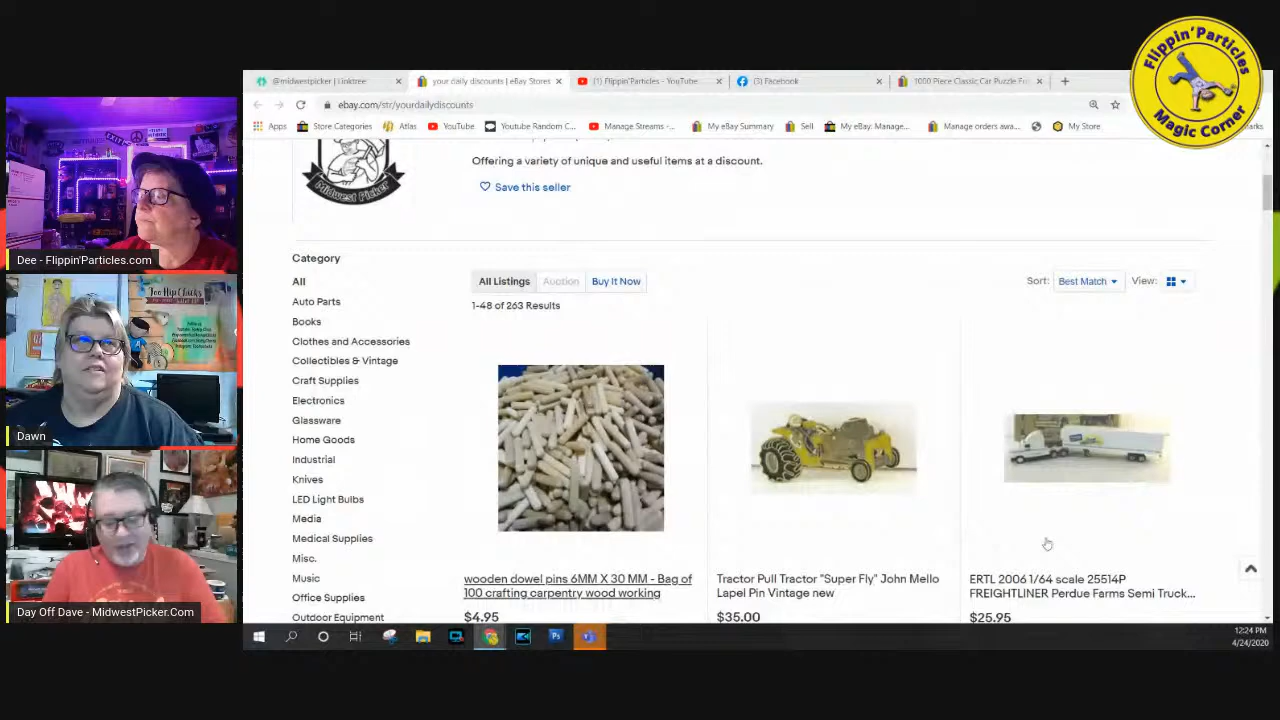 Flippin'Particles
Magic Corner
@midwestpicker | Linktree
your daily discounts | eBay Stores
(1) Flippin'Particles - YouTube
(3) Facebook
1000 Piece Classic Car Puzzle Fr
ebay.com/str/yourdailydiscounts
Apps
Store Categories
Atlas
YouTube
Youtube Random C...
Manage Streams -...
My eBay Summary
Sell
My eBay: Manage...
Manage orders awa...
My Store
Midwest Picker
Offering a variety of unique and useful items at a discount.
Save this seller
Category
All
Auto Parts
Books
Clothes and Accessories
Collectibles & Vintage
Craft Supplies
Electronics
Glassware
Home Goods
Industrial
Knives
LED Light Bulbs
Media
Medical Supplies
Misc.
Music
Office Supplies
Outdoor Equipment
All Listings
Auction
Buy It Now
Sort: Best Match
View:
1-48 of 263 Results
wooden dowel pins 6MM X 30 MM - Bag of
100 crafting carpentry wood working
$4.95
Tractor Pull Tractor "Super Fly" John Mello
Lapel Pin Vintage new
$35.00
ERTL 2006 1/64 scale 25514P
FREIGHTLINER Perdue Farms Semi Truck...
$25.95
Dee - Flippin'Particles.com
Too Hip Chicks
Dawn
Day Off Dave - MidwestPicker.Com
12:24 PM
4/24/2020